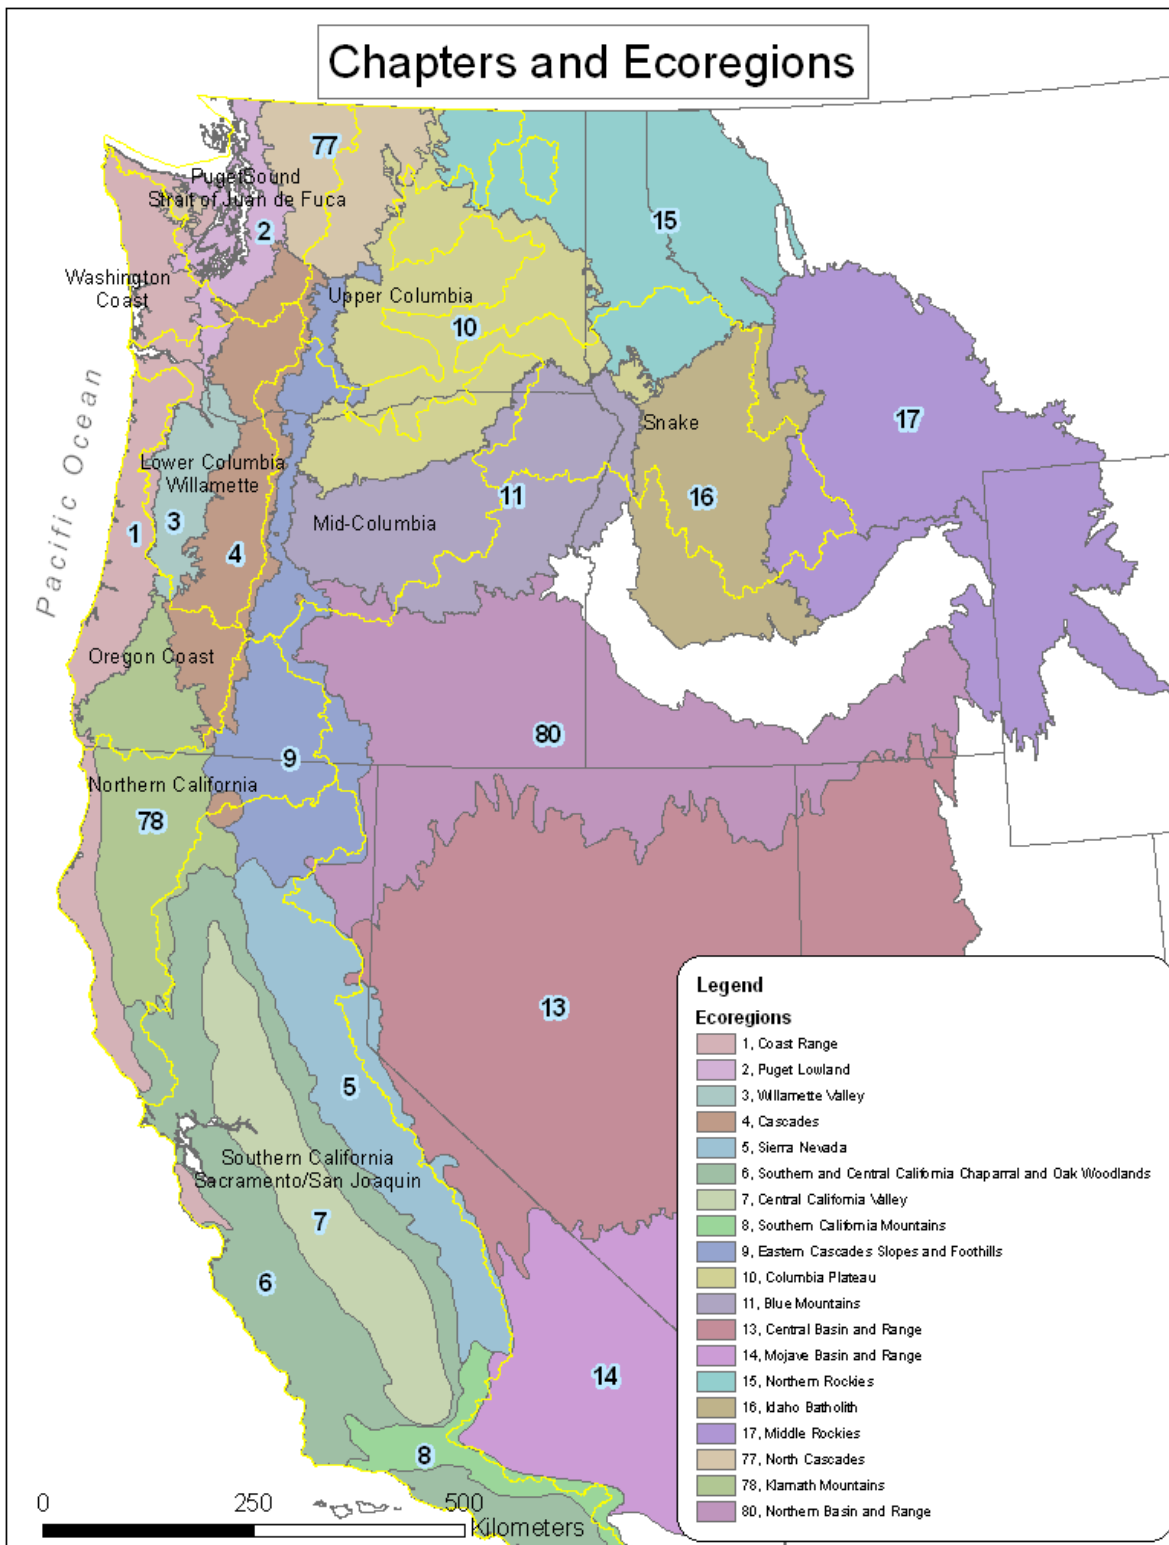 Chapters and Ecoregions
77
PugetSound
Strait of Juan de Fuca
2
15
Washington
Coast
Upper Columbia
10
Pacific Ocean
17
Snake
Lower Columbia
Willamette
16
11
1
3
Mid-Columbia
4
Oregon Coast
80
9
Northern California
78
13
5
Southern California
Sacramento/San Joaquin
7
6
14
8
0
250
500
Kilometers
Legend
Ecoregions
1, Coast Range
2, Puget Lowland
3, Willamette Valley
4, Cascades
5, Sierra Nevada
6, Southern and Central California Chaparral and Oak Woodlands
7, Central California Valley
8, Southern California Mountains
9, Eastern Cascades Slopes and Foothills
10, Columbia Plateau
11, Blue Mountains
13, Central Basin and Range
14, Mojave Basin and Range
15, Northern Rockies
16, Idaho Batholith
17, Middle Rockies
77, North Cascades
78, Klamath Mountains
80, Northern Basin and Range